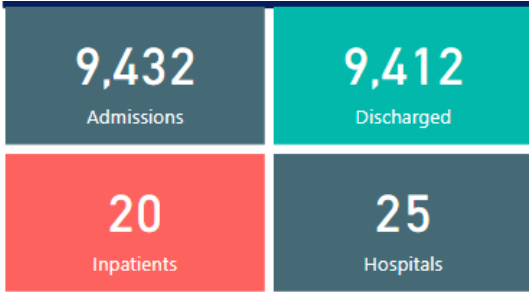 9,432
Admissions
9,412
Discharged
20
Inpatients
25
Hospitals